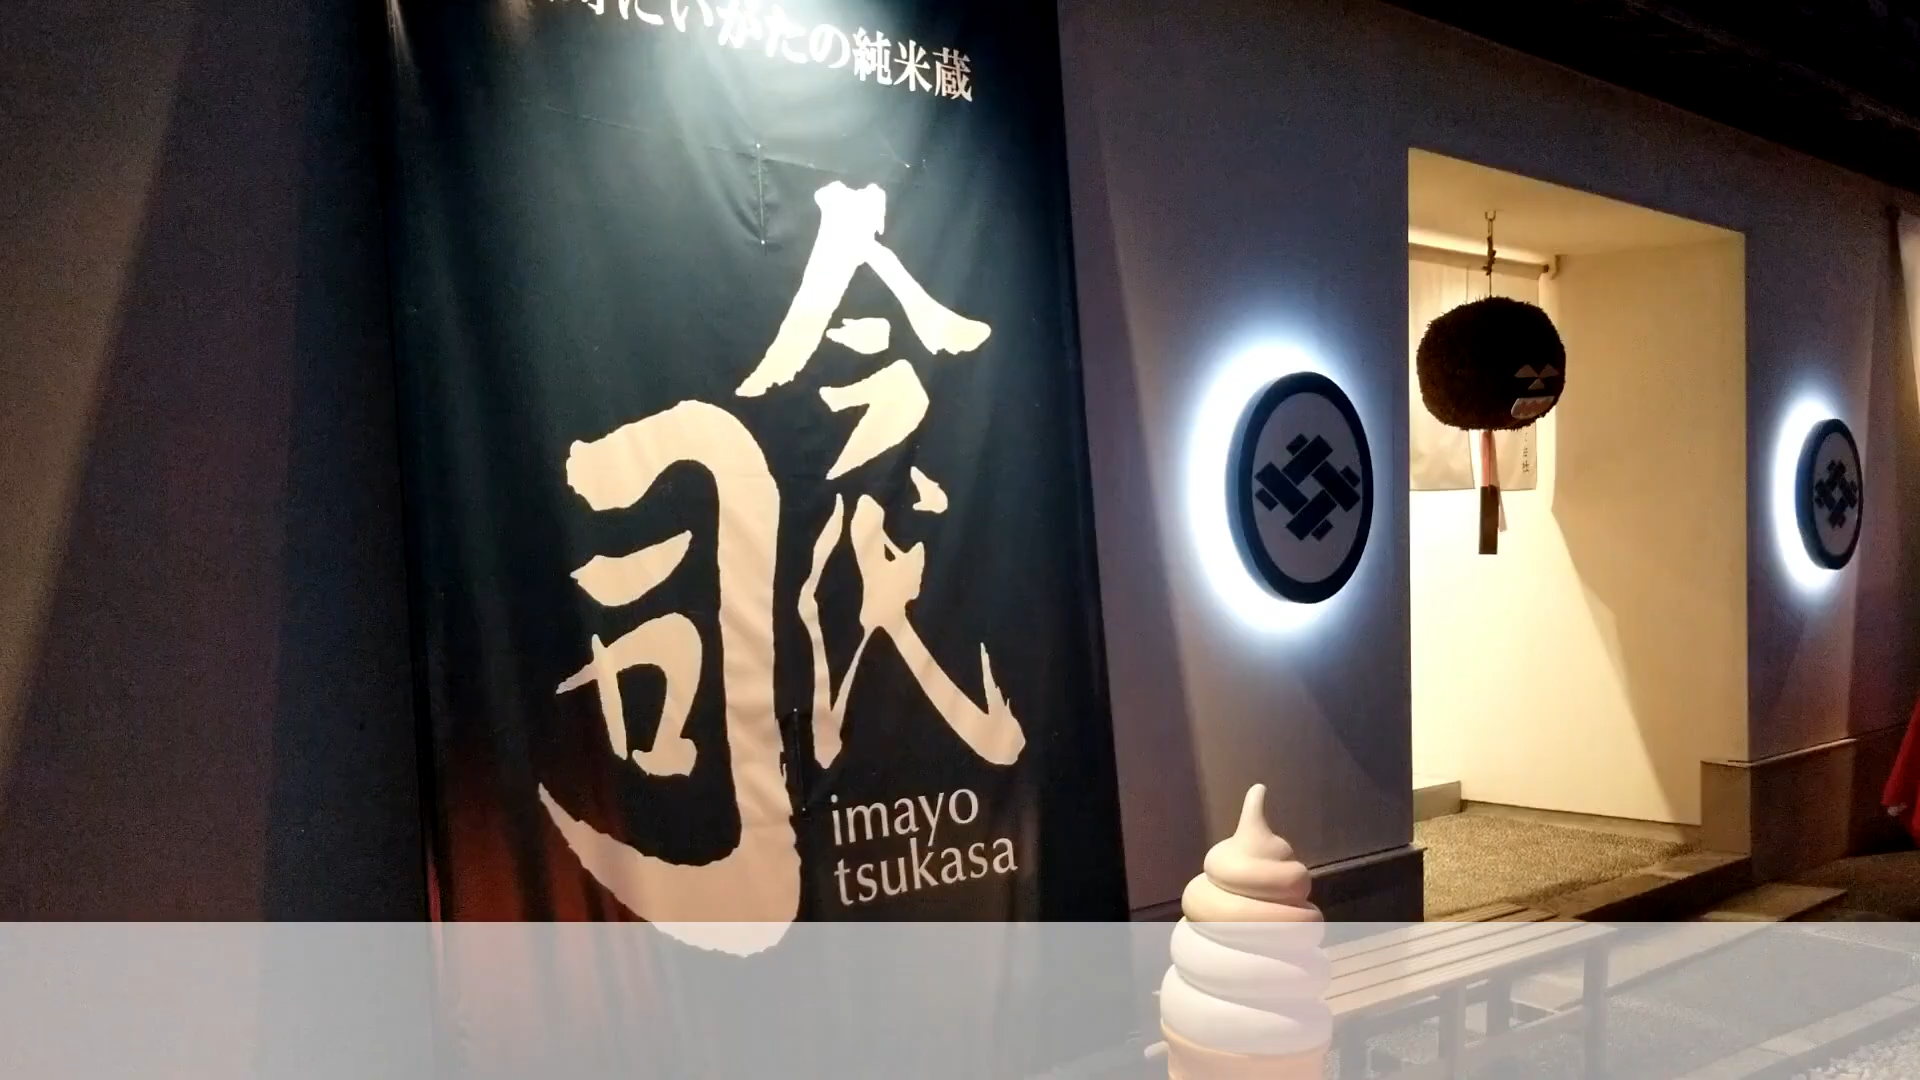 にいがたの純米蔵
今代
司
imayo
tsukasa